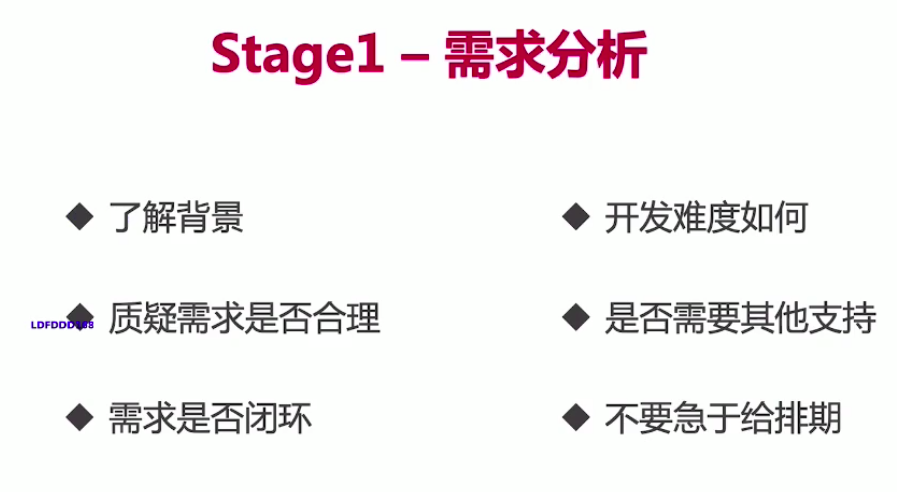 Stage1 – 需求分析
◆ 了解背景
◆ 质疑需求是否合理
◆ 需求是否闭环
◆ 开发难度如何
◆ 是否需要其他支持
◆ 不要急于给排期